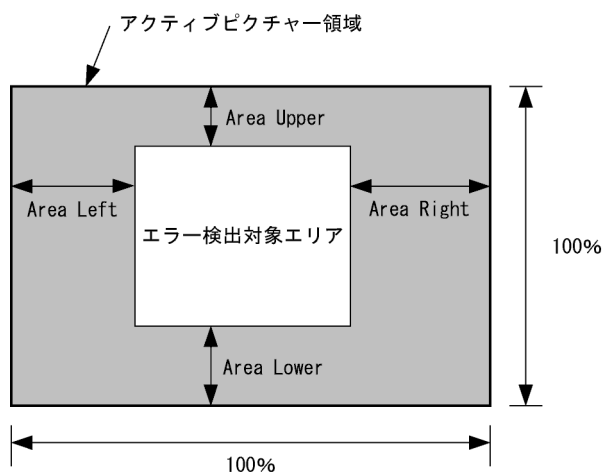 アクティブピクチャー領域
Area Upper
Area Left
Area Right
エラー検出対象エリア
100%
Area Lower
100%